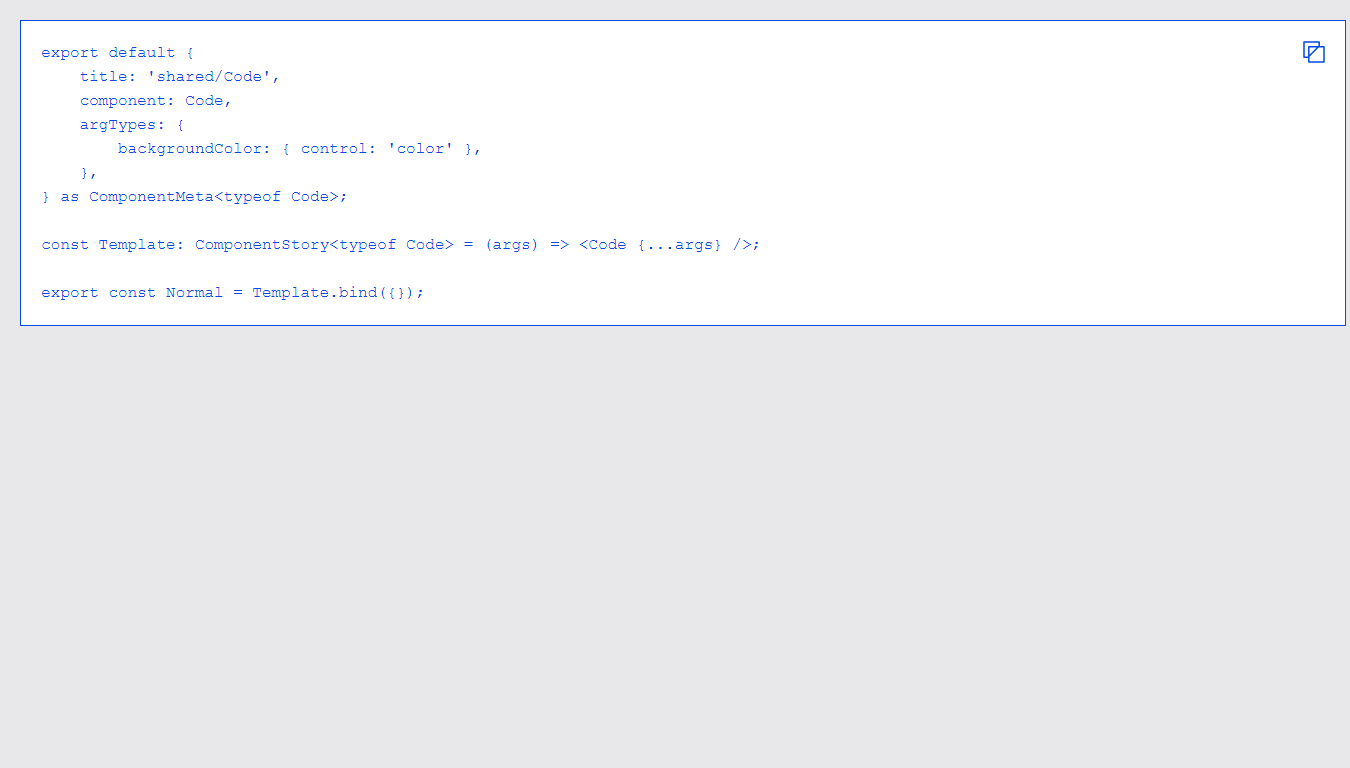 export default {
    title: 'shared/Code',
    component: Code,
    argTypes: {
        backgroundColor: { control: 'color' },
    },
} as ComponentMeta<typeof Code>;

const Template: ComponentStory<typeof Code> = (args) => <Code {...args} />;

export const Normal = Template.bind({});